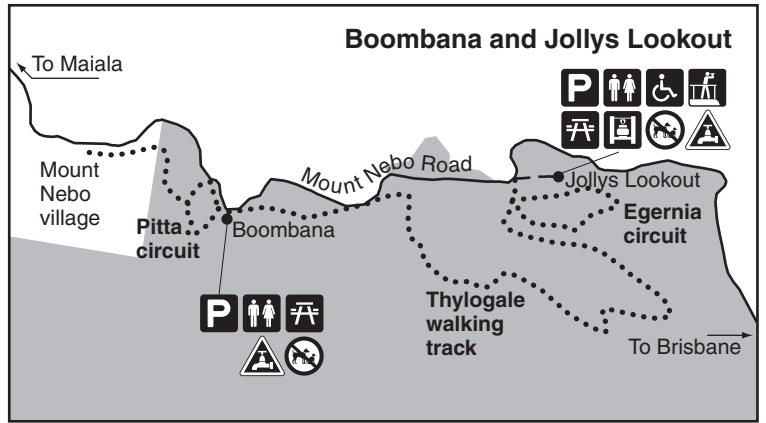 Boombana and Jollys Lookout
To Maiala
P
Mount Nebo Road
Mount
Nebo
village
Jollys Lookout
Pitta
circuit
Boombana
Egernia
circuit
P
Thylogale
walking
track
To Brisbane